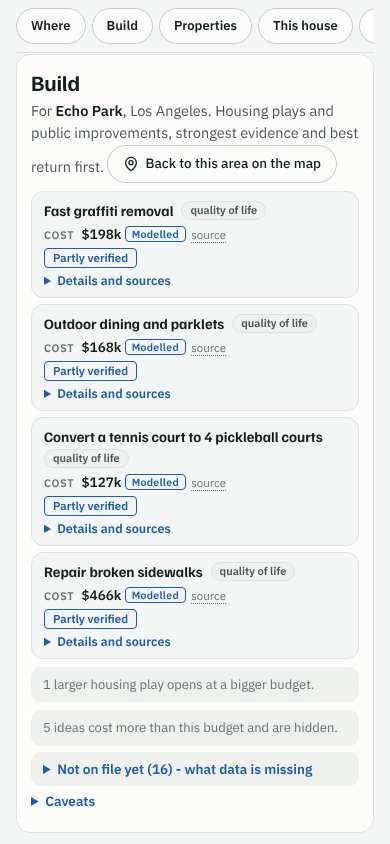 Where Build Properties This house
Build
For Echo Park, Los Angeles. Housing plays and
public improvements, strongest evidence and best
return first. Back to this area on the map
Fast graffiti removal quality of life
COST $198k Modelled source
Partly verified
Details and sources
Outdoor dining and parklets quality of life
COST $168k Modelled source
Partly verified
Details and sources
Convert a tennis court to 4 pickleball courts
quality of life
COST $127k Modelled source
Partly verified
Details and sources
Repair broken sidewalks quality of life
COST $466k Modelled source
Partly verified
Details and sources
1 larger housing play opens at a bigger budget.
5 ideas cost more than this budget and are hidden.
Not on file yet (16) - what data is missing
Caveats